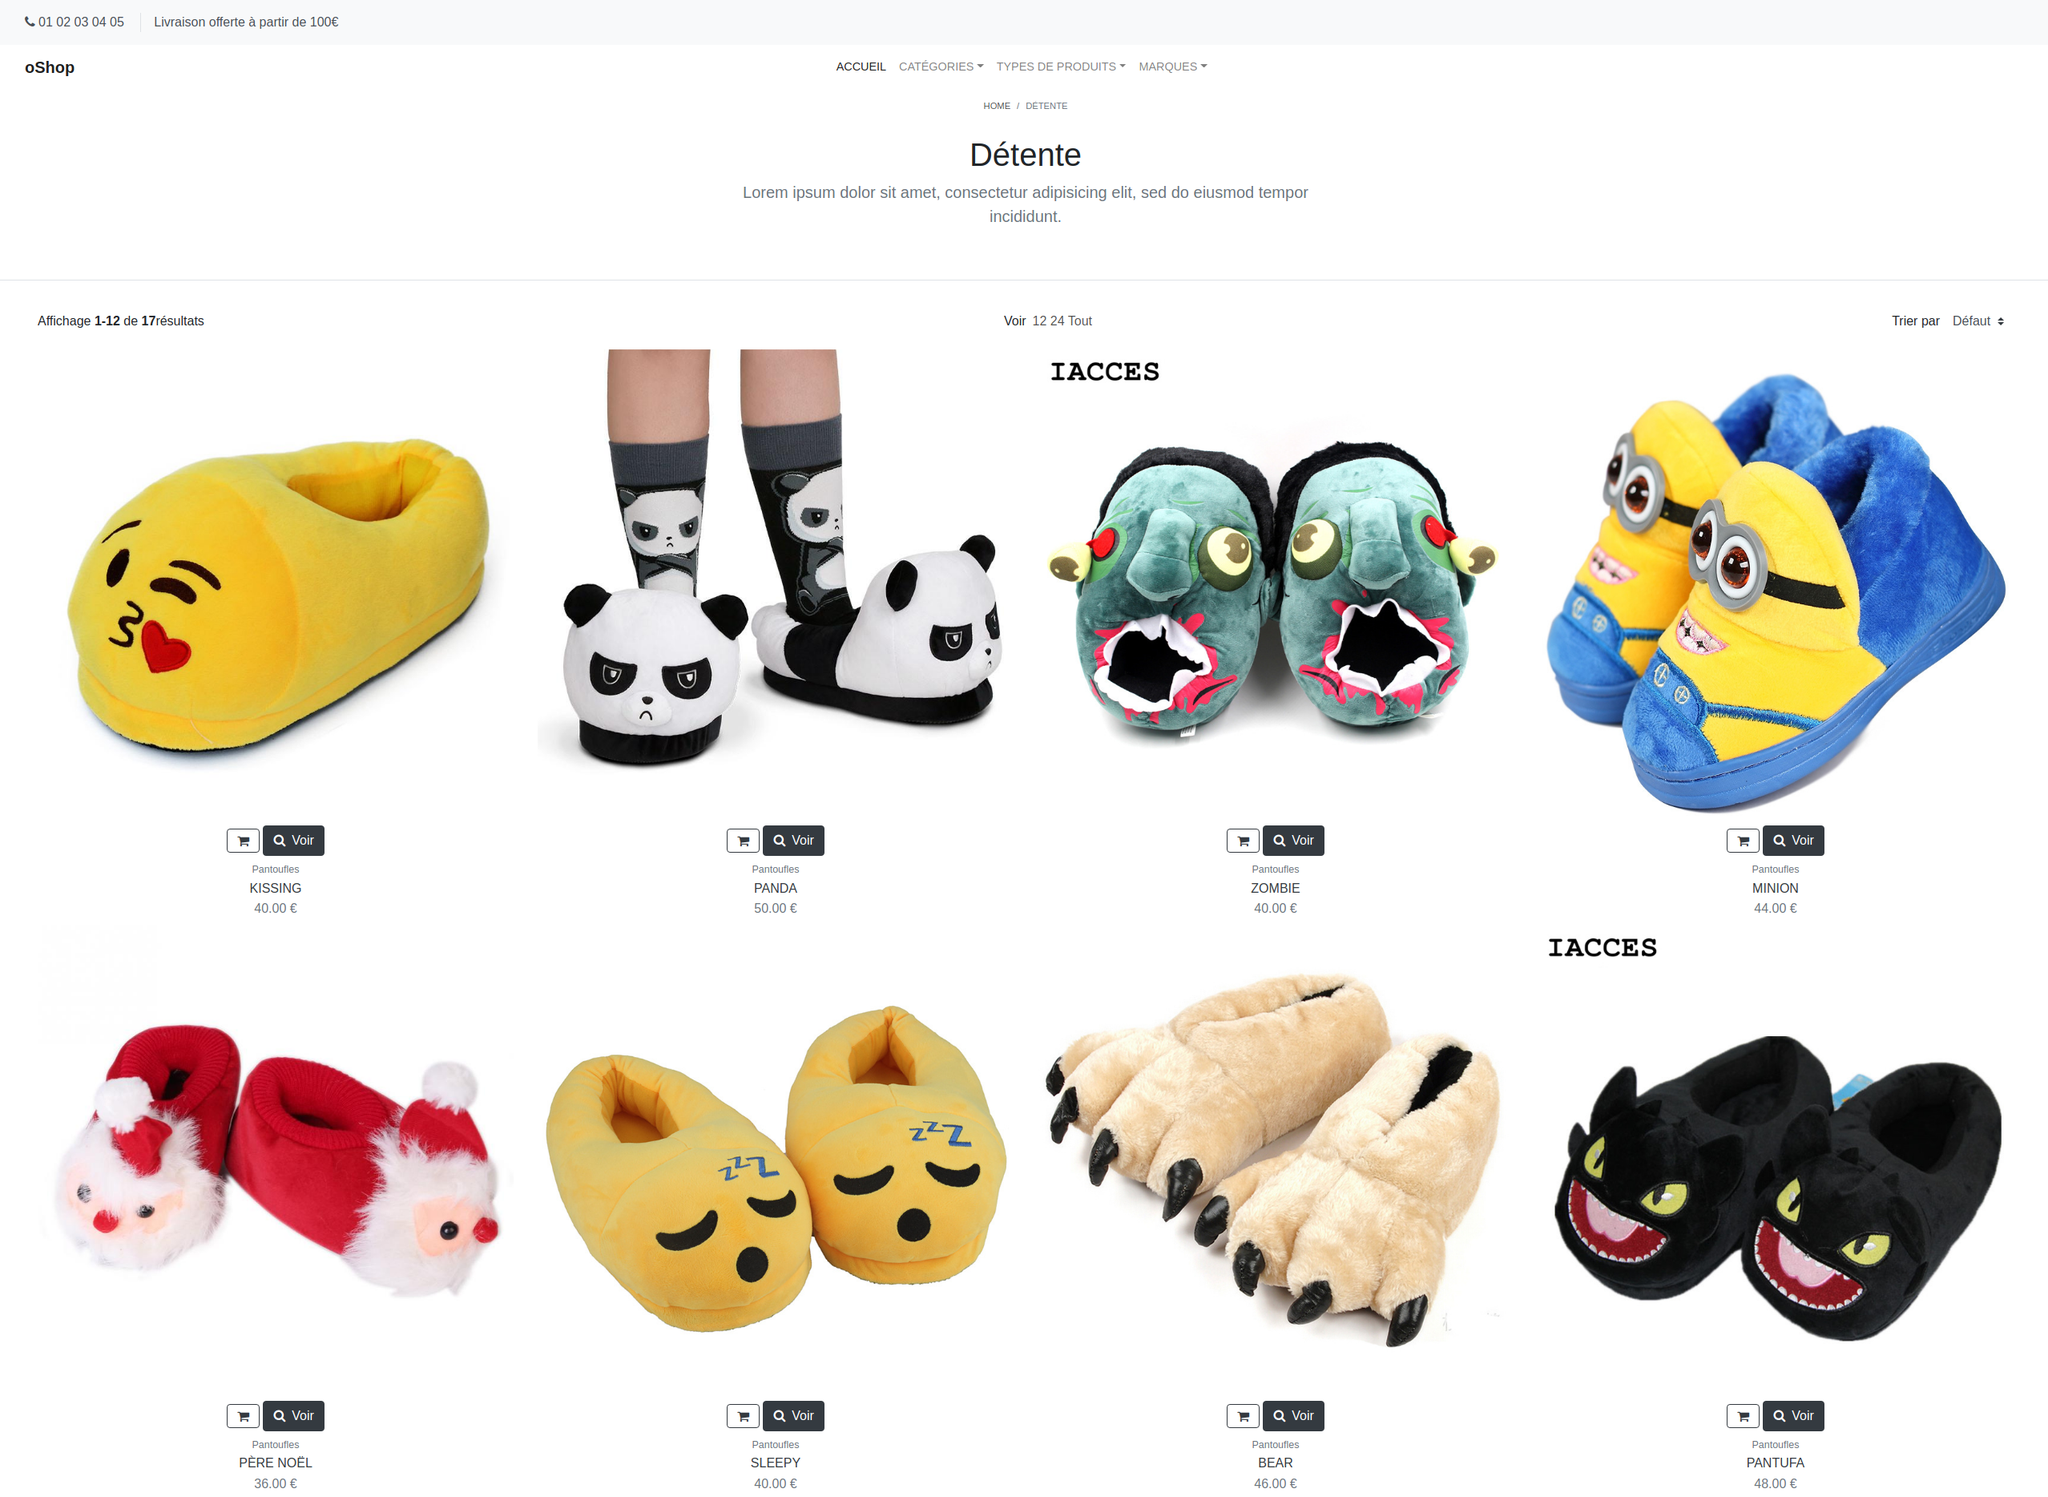 01 02 03 04 05 Livraison offerte à partir de 100€
oShop ACCUEIL CATÉGORIES TYPES DE PRODUITS MARQUES
HOME / DÉTENTE
Détente
Lorem ipsum dolor sit amet, consectetur adipisicing elit, sed do eiusmod tempor
incididunt.
Affichage 1-12 de 17résultats Voir 12 24 Tout Trier par Défaut
IACCES
Voir Voir Voir Voir
Pantoufles Pantoufles Pantoufles Pantoufles
KISSING PANDA ZOMBIE MINION
40.00 € 50.00 € 40.00 € 44.00 €
IACCES
zzz zzz
Voir Voir Voir Voir
Pantoufles Pantoufles Pantoufles Pantoufles
PÈRE NOËL SLEEPY BEAR PANTUFA
36.00 € 40.00 € 46.00 € 48.00 €